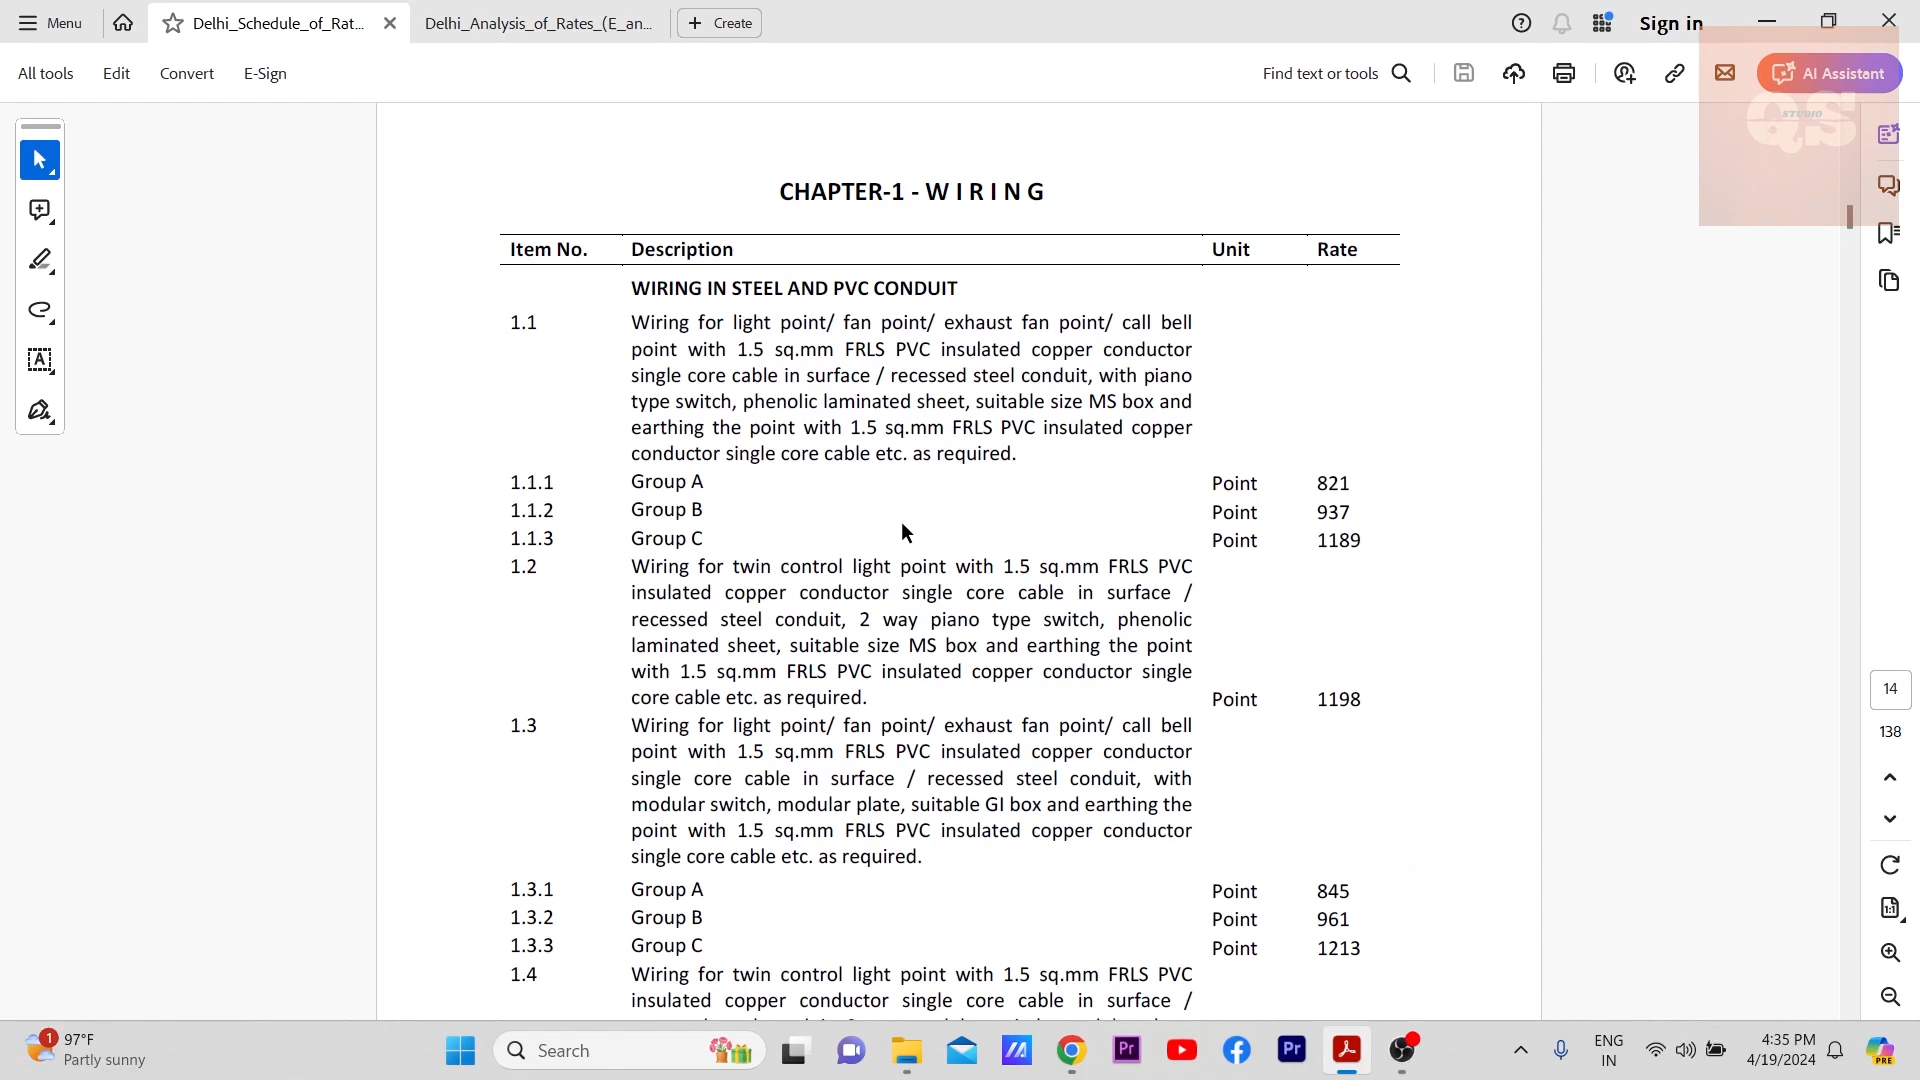 Menu
Delhi_Schedule_of_Rat...
Delhi_Analysis_of_Rates_(E_an...
Create
Sign in
All tools
Edit
Convert
E-Sign
Find text or tools
AI Assistant
QS
STUDIO
CHAPTER-1 - W I R I N G
Item No. Description Unit Rate
WIRING IN STEEL AND PVC CONDUIT
1.1 Wiring for light point/ fan point/ exhaust fan point/ call bell
point with 1.5 sq.mm FRLS PVC insulated copper conductor
single core cable in surface / recessed steel conduit, with piano
type switch, phenolic laminated sheet, suitable size MS box and
earthing the point with 1.5 sq.mm FRLS PVC insulated copper
conductor single core cable etc. as required.
1.1.1 Group A Point 821
1.1.2 Group B Point 937
1.1.3 Group C Point 1189
1.2 Wiring for twin control light point with 1.5 sq.mm FRLS PVC
insulated copper conductor single core cable in surface /
recessed steel conduit, 2 way piano type switch, phenolic
laminated sheet, suitable size MS box and earthing the point
with 1.5 sq.mm FRLS PVC insulated copper conductor single
core cable etc. as required. Point 1198
1.3 Wiring for light point/ fan point/ exhaust fan point/ call bell
point with 1.5 sq.mm FRLS PVC insulated copper conductor
single core cable in surface / recessed steel conduit, with
modular switch, modular plate, suitable GI box and earthing the
point with 1.5 sq.mm FRLS PVC insulated copper conductor
single core cable etc. as required.
1.3.1 Group A Point 845
1.3.2 Group B Point 961
1.3.3 Group C Point 1213
1.4 Wiring for twin control light point with 1.5 sq.mm FRLS PVC
insulated copper conductor single core cable in surface /
14
138
1:1
1
97°F
Partly sunny
Search
Pr
Pr
ENG
IN
4:35 PM
4/19/2024
PRE